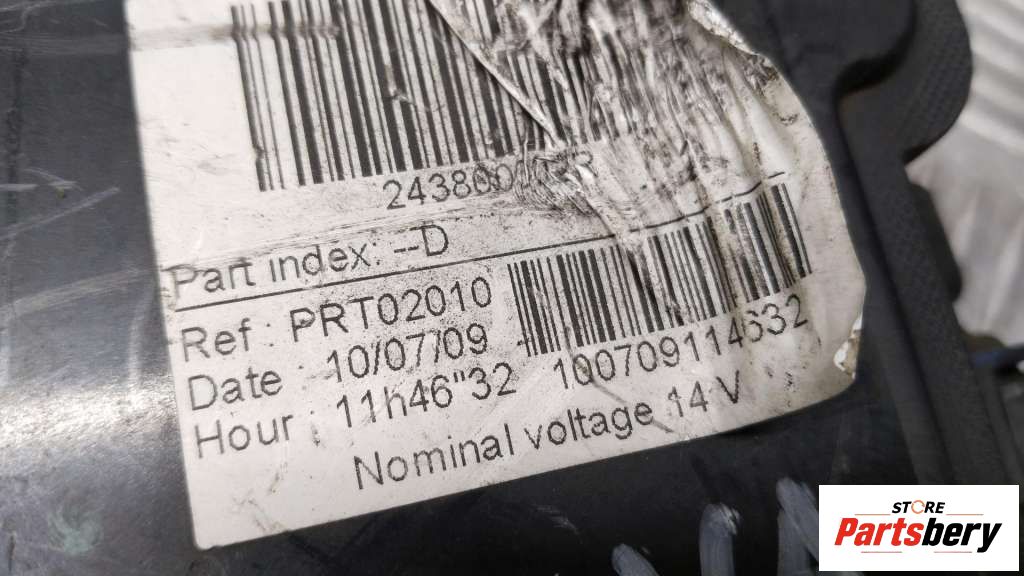 Part index: --D
Ref : PRT02010
Date : 10/07/09
Hour : 11h46"32
100709114632
Nominal voltage 14 V
STORE
Partsbery